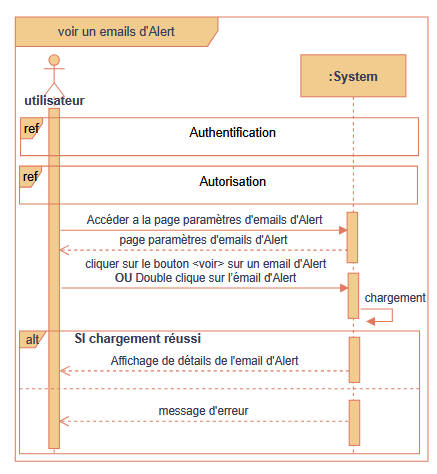 voir un emails d'Alert
utilisateur
:System
ref
Authentification
ref
Autorisation
Accéder a la page paramètres d'emails d'Alert
page paramètres d'emails d'Alert
cliquer sur le bouton <voir> sur un email d'Alert
OU Double clique sur l'émail d'Alert
chargement
alt
SI chargement réussi
Affichage de détails de l'email d'Alert
message d'erreur